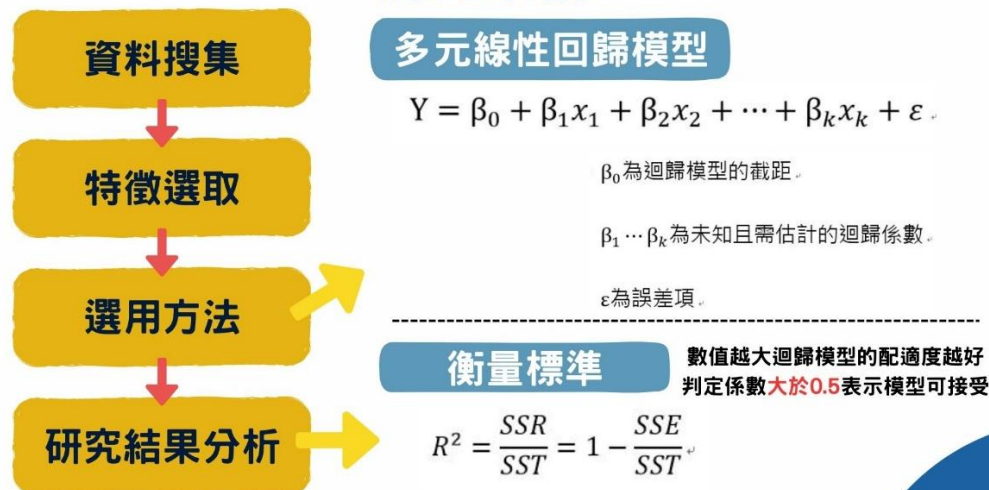 資料搜集
特徵選取
選用方法
研究結果分析
多元線性回歸模型
Y = β₀ + β₁x₁ + β₂x₂ + ⋯ + βₖxₖ + ε
β₀為迴歸模型的截距
β₁ ⋯ βₖ為未知且需估計的迴歸係數
ε為誤差項
衡量標準
數值越大迴歸模型的配適度越好
判定係數大於0.5表示模型可接受
R² = SSR/SST = 1 − SSE/SST